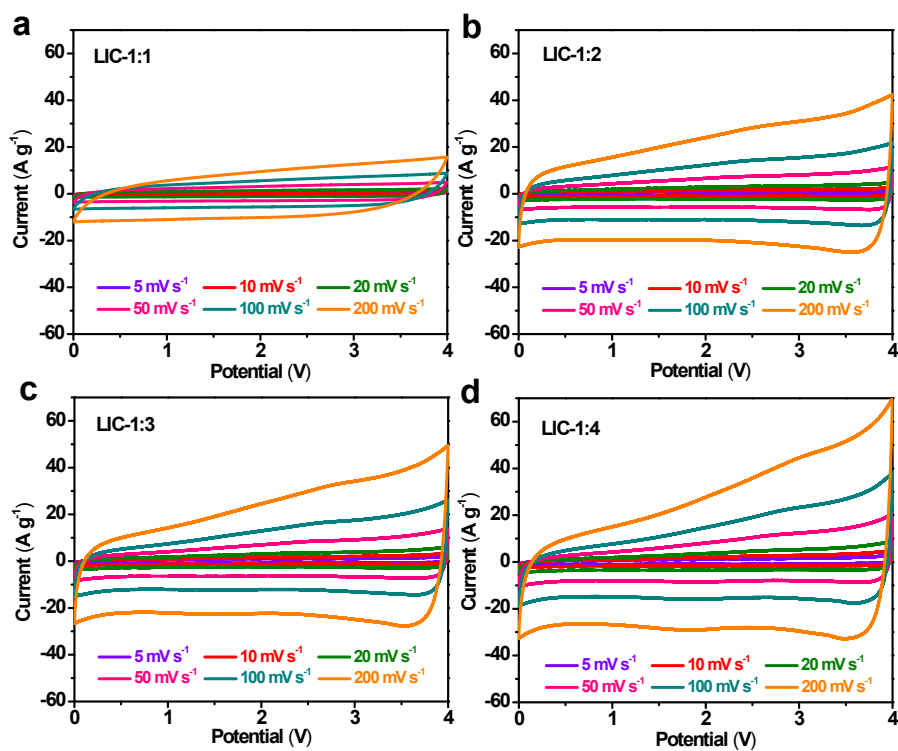 a
LIC-1:1
60
40
20
0
-20
-40
-60
Current (A g⁻¹)
5 mV s⁻¹ 10 mV s⁻¹ 20 mV s⁻¹
50 mV s⁻¹ 100 mV s⁻¹ 200 mV s⁻¹
0 1 2 3 4
Potential (V)
b
LIC-1:2
60
40
20
0
-20
-40
-60
Current (A g⁻¹)
5 mV s⁻¹ 10 mV s⁻¹ 20 mV s⁻¹
50 mV s⁻¹ 100 mV s⁻¹ 200 mV s⁻¹
0 1 2 3 4
Potential (V)
c
LIC-1:3
60
40
20
0
-20
-40
-60
Current (A g⁻¹)
5 mV s⁻¹ 10 mV s⁻¹ 20 mV s⁻¹
50 mV s⁻¹ 100 mV s⁻¹ 200 mV s⁻¹
0 1 2 3 4
Potential (V)
d
LIC-1:4
60
40
20
0
-20
-40
-60
Current (A g⁻¹)
5 mV s⁻¹ 10 mV s⁻¹ 20 mV s⁻¹
50 mV s⁻¹ 100 mV s⁻¹ 200 mV s⁻¹
0 1 2 3 4
Potential (V)